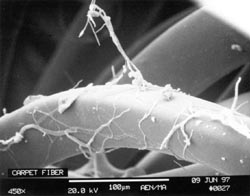 CARPET FIBER 09 JUN 97
450X 20.0 kV 100µm AEN/MA #0027